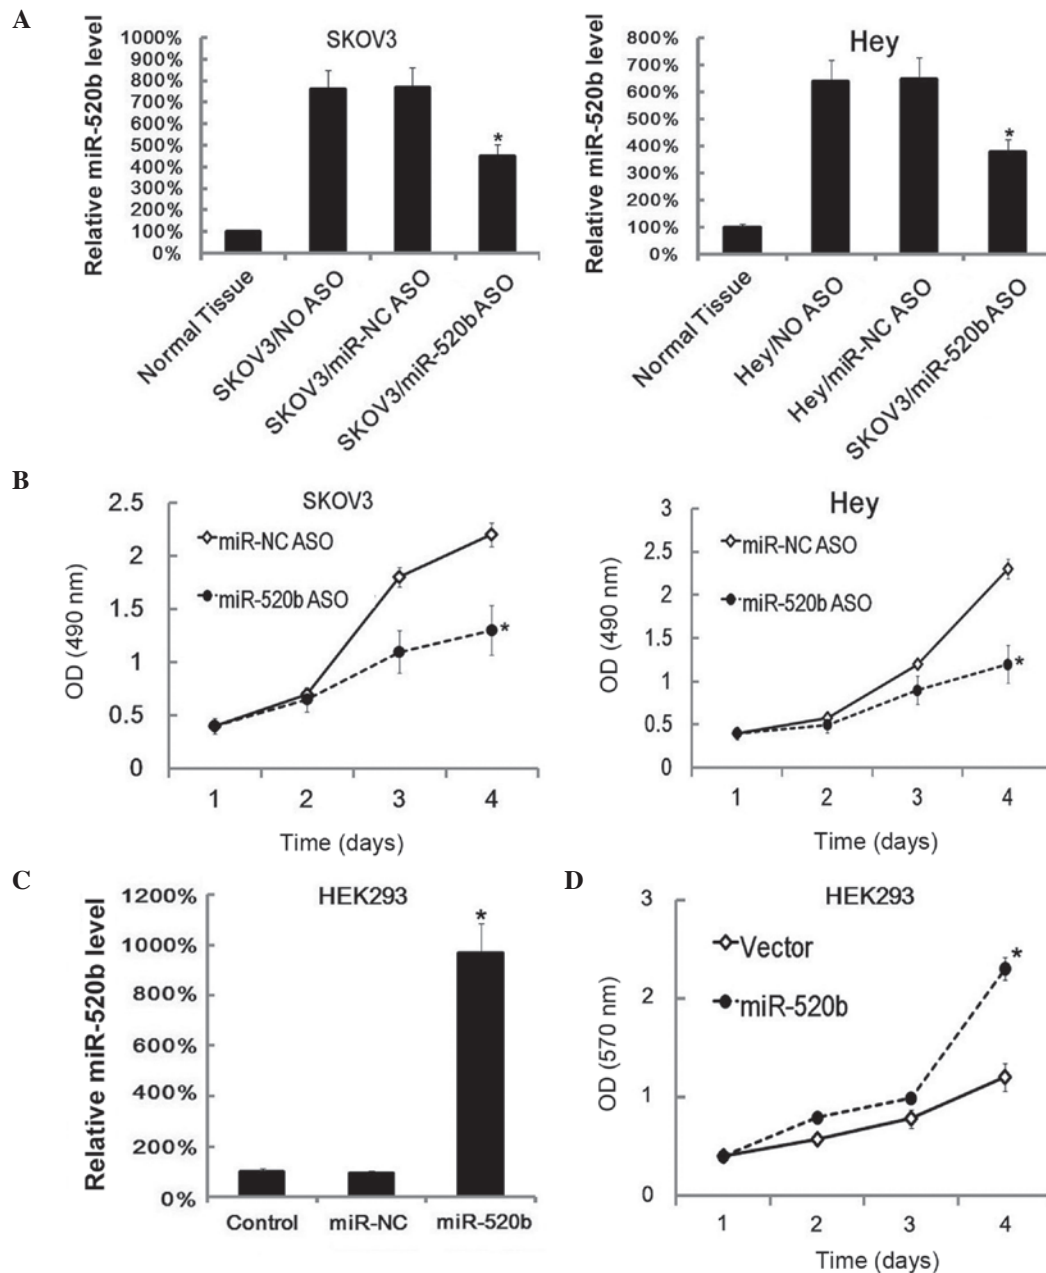 A
Relative miR-520b level
SKOV3
1000%
900%
800%
700%
600%
500%
400%
300%
200%
100%
0%
*
Normal Tissue
SKOV3/NO ASO
SKOV3/miR-NC ASO
SKOV3/miR-520b ASO
Relative miR-520b level
Hey
800%
700%
600%
500%
400%
300%
200%
100%
0%
*
Normal Tissue
Hey/NO ASO
Hey/miR-NC ASO
SKOV3/miR-520b ASO
B
OD (490 nm)
SKOV3
2.5
2
1.5
1
0.5
0
miR-NC ASO
miR-520b ASO
*
1 2 3 4
Time (days)
OD (490 nm)
Hey
3
2.5
2
1.5
1
0.5
0
miR-NC ASO
miR-520b ASO
*
1 2 3 4
Time (days)
C
Relative miR-520b level
HEK293
1200%
1000%
800%
600%
400%
200%
0%
*
Control miR-NC miR-520b
D
OD (570 nm)
HEK293
3
2
1
0
Vector
miR-520b
*
1 2 3 4
Time (days)